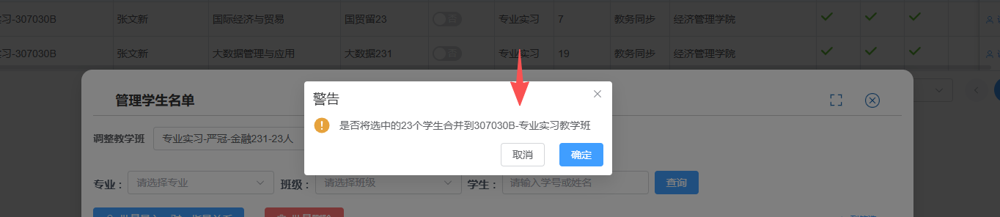 习-307030B 张文新 国际经济与贸易 国贸留23 否 专业实习 7 教务同步 经济管理学院
习-307030B 张文新 大数据管理与应用 大数据231 否 专业实习 19 教务同步 经济管理学院
管理学生名单
警告
是否将选中的23个学生合并到307030B-专业实习教学班
取消 确定
调整教学班 专业实习-严冠-金融231-23人
专业： 请选择专业 班级： 请选择班级 学生： 请输入学号或姓名 查询
批量删除